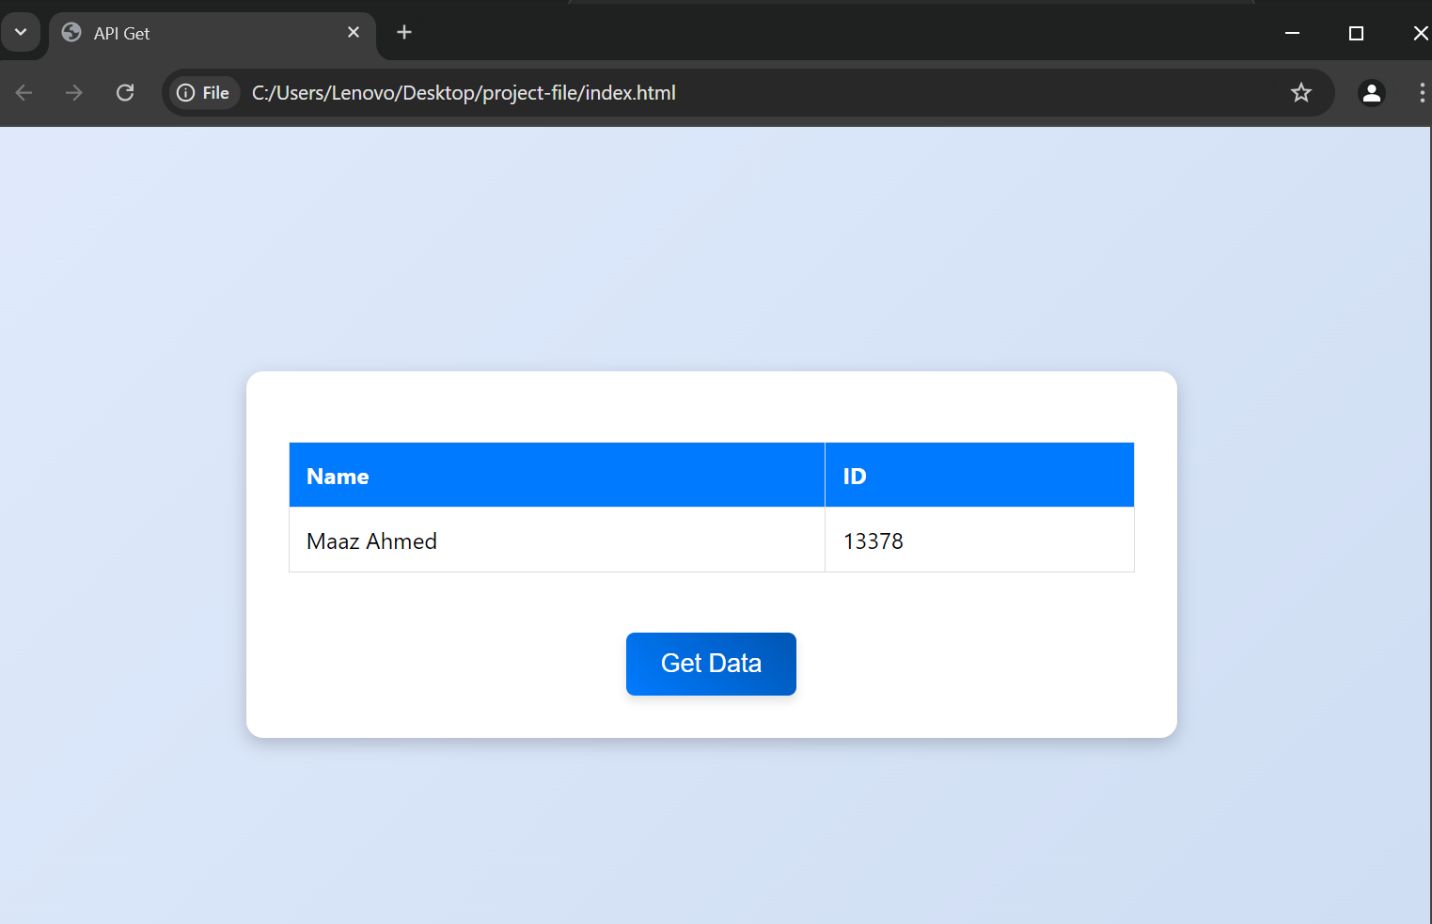 API Get
File C:/Users/Lenovo/Desktop/project-file/index.html
Name ID
Maaz Ahmed 13378
Get Data